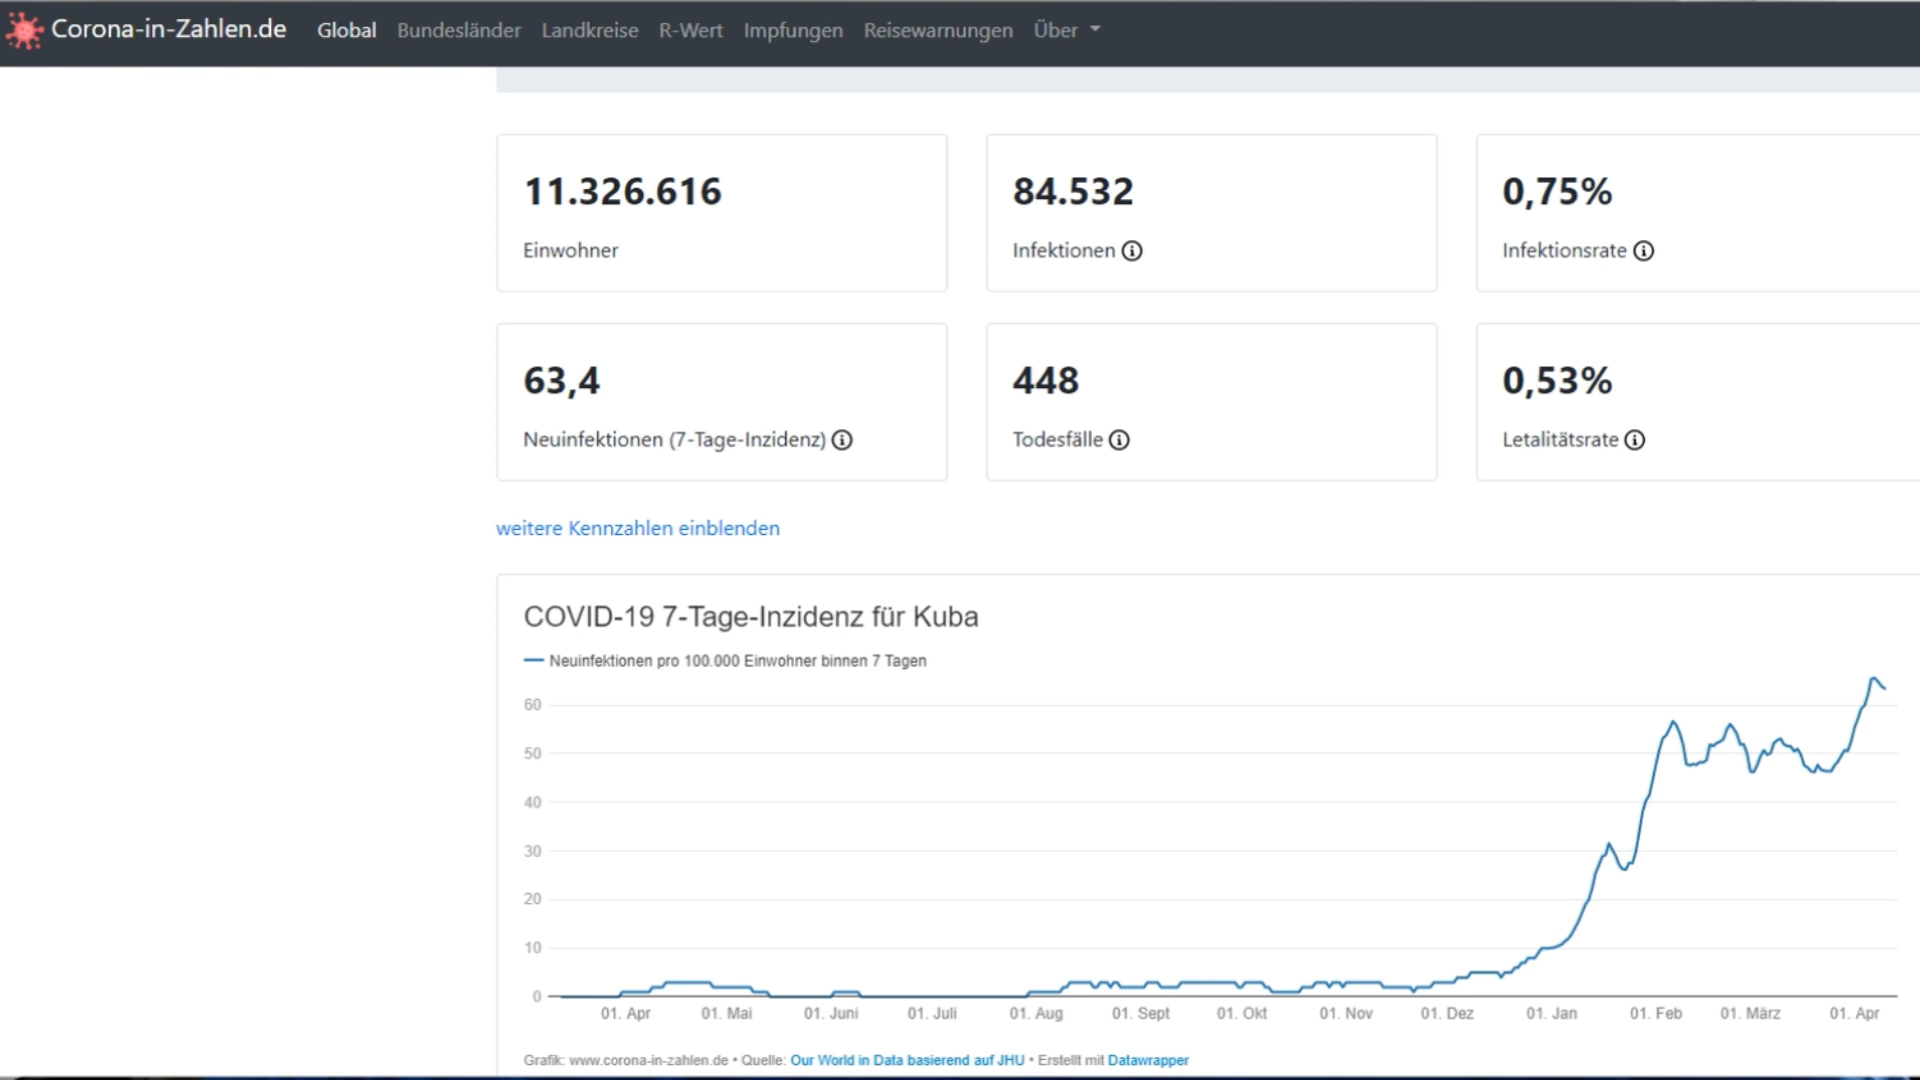 Corona-in-Zahlen.de Global Bundesländer Landkreise R-Wert Impfungen Reisewarnungen Über
11.326.616 84.532 0,75%
Einwohner Infektionen Infektionsrate
63,4 448 0,53%
Neuinfektionen (7-Tage-Inzidenz) Todesfälle Letalitätsrate
weitere Kennzahlen einblenden
COVID-19 7-Tage-Inzidenz für Kuba
Neuinfektionen pro 100.000 Einwohner binnen 7 Tagen
60
50
40
30
20
10
0
01. Apr 01. Mai 01. Juni 01. Juli 01. Aug 01. Sept 01. Okt 01. Nov 01. Dez 01. Jan 01. Feb 01. März 01. Apr
Grafik: www.corona-in-zahlen.de • Quelle: Our World in Data basierend auf JHU • Erstellt mit Datawrapper